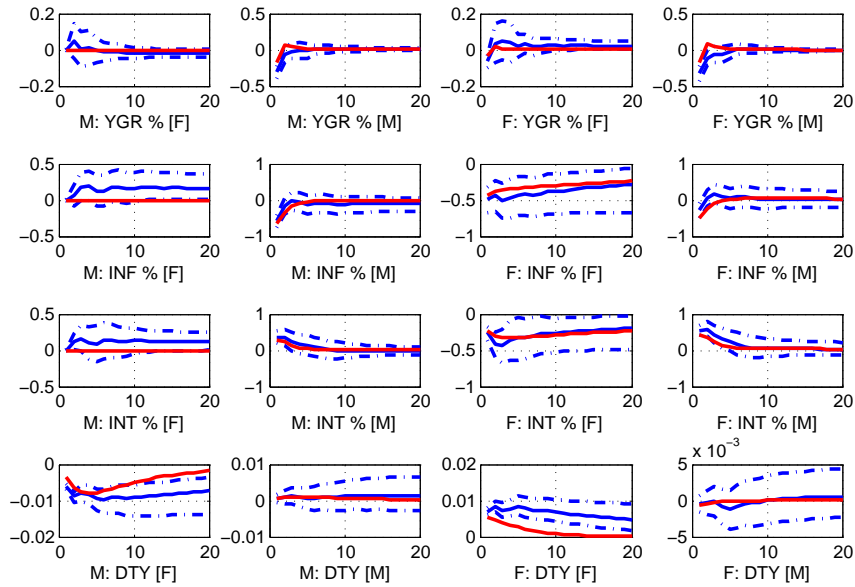 0.2 0.5 0.2 0.5
0 0 0 0
−0.2 −0.5 −0.2 −0.5
0 10 20 0 10 20 0 10 20 0 10 20
M: YGR % [F] M: YGR % [M] F: YGR % [F] F: YGR % [M]
0.5 1 0 1
0 0 −0.5 0
0.5 −1 −1 −1
0 10 20 0 10 20 0 10 20 0 10 20
M: INF % [F] M: INF % [M] F: INF % [F] F: INF % [M]
0.5 1 0 1
0 0 −0.5 0
0.5 −1 −1 −1
0 10 20 0 10 20 0 10 20 0 10 20
M: INT % [F] M: INT % [M] F: INT % [F] F: INT % [M]
x 10−3
0 0.01 0.02 5
−0.01 0 0.01 0
−0.02 −0.01 0 −5
0 10 20 0 10 20 0 10 20 0 10 20
M: DTY [F] M: DTY [M] F: DTY [F] F: DTY [M]